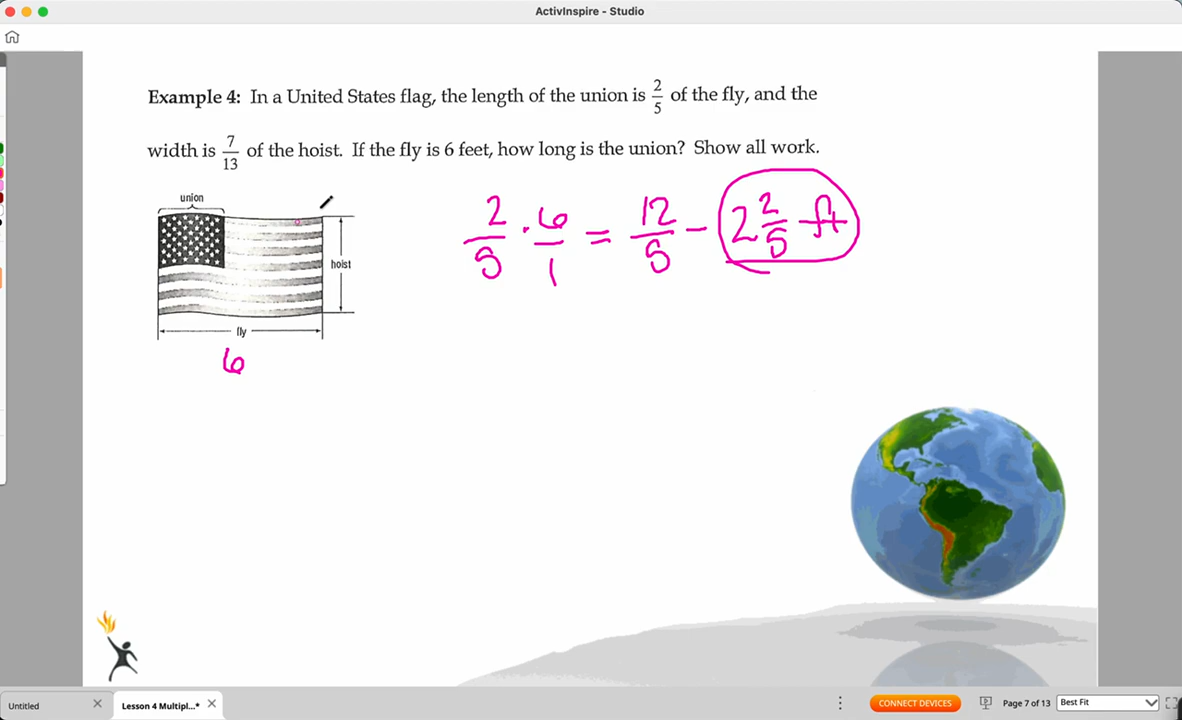 ActivInspire - Studio
Example 4: In a United States flag, the length of the union is 2/5 of the fly, and the
width is 7/13 of the hoist. If the fly is 6 feet, how long is the union? Show all work.
union
hoist
fly
6
2/5 · 6/1 = 12/5 - 2 2/5 ft
Untitled
Lesson 4 Multipl...*
CONNECT DEVICES
Page 7 of 13
Best Fit